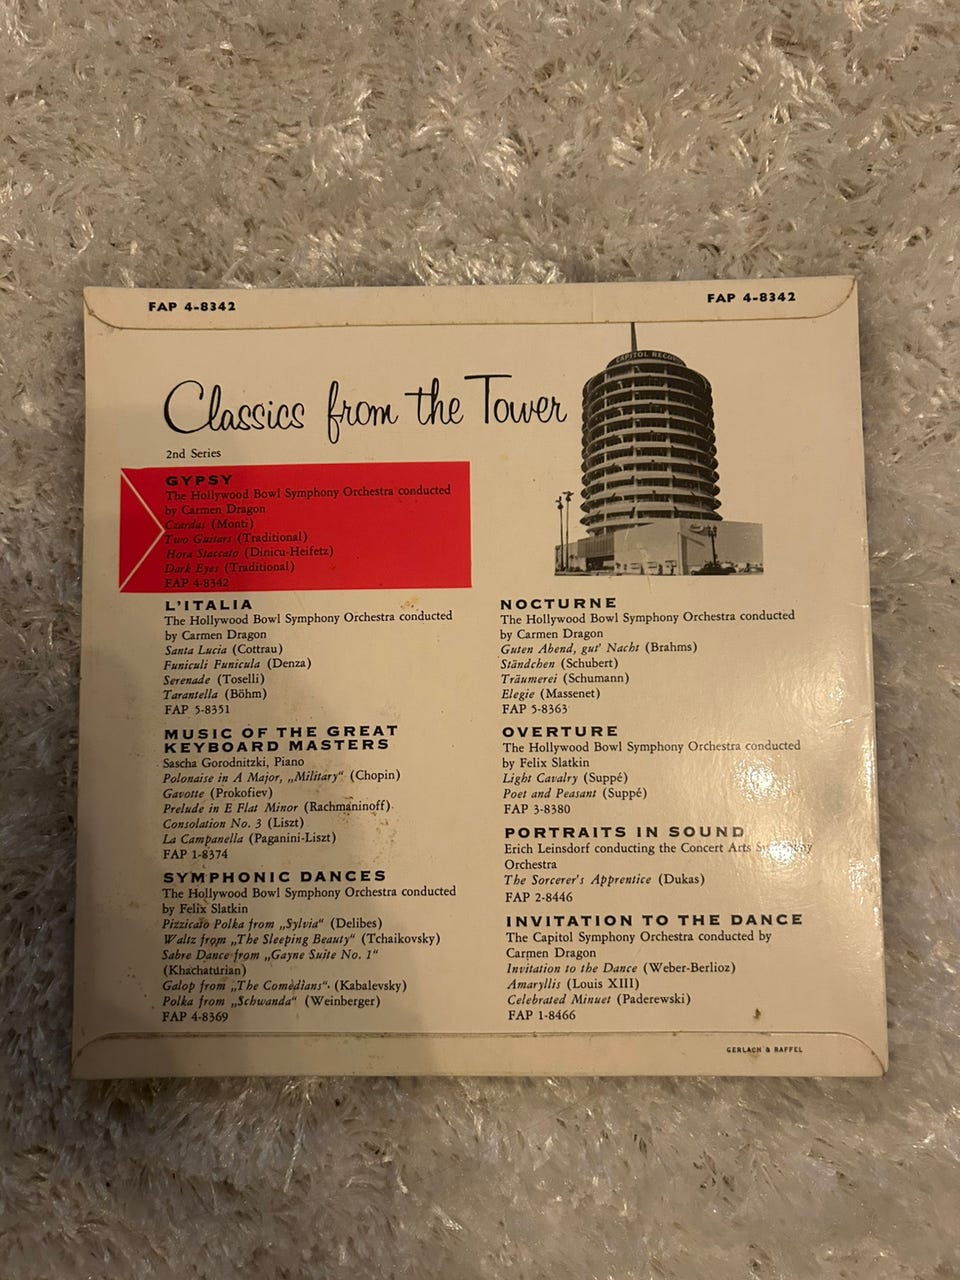 FAP 4-8342
FAP 4-8342
CAPITOL RECORDS
Classics from the Tower
2nd Series
GYPSY
The Hollywood Bowl Symphony Orchestra conducted
by Carmen Dragon
Czardas (Monti)
Two Guitars (Traditional)
Hora Staccato (Dinicu-Heifetz)
Dark Eyes (Traditional)
FAP 4-8342
L'ITALIA
The Hollywood Bowl Symphony Orchestra conducted
by Carmen Dragon
Santa Lucia (Cottrau)
Funiculi Funicula (Denza)
Serenade (Toselli)
Tarantella (Böhm)
FAP 5-8351
MUSIC OF THE GREAT
KEYBOARD MASTERS
Sascha Gorodnitzki, Piano
Polonaise in A Major, „Military“ (Chopin)
Gavotte (Prokofiev)
Prelude in E Flat Minor (Rachmaninoff)
Consolation No. 3 (Liszt)
La Campanella (Paganini-Liszt)
FAP 1-8374
SYMPHONIC DANCES
The Hollywood Bowl Symphony Orchestra conducted
by Felix Slatkin
Pizzicato Polka from „Sylvia“ (Delibes)
Waltz from „The Sleeping Beauty“ (Tchaikovsky)
Sabre Dance from „Gayne Suite No. 1“
(Khachaturian)
Galop from „The Comedians“ (Kabalevsky)
Polka from „Schwanda“ (Weinberger)
FAP 4-8369
NOCTURNE
The Hollywood Bowl Symphony Orchestra conducted
by Carmen Dragon
Guten Abend, gut' Nacht (Brahms)
Ständchen (Schubert)
Träumerei (Schumann)
Elegie (Massenet)
FAP 5-8363
OVERTURE
The Hollywood Bowl Symphony Orchestra conducted
by Felix Slatkin
Light Cavalry (Suppé)
Poet and Peasant (Suppé)
FAP 3-8380
PORTRAITS IN SOUND
Erich Leinsdorf conducting the Concert Arts Symphony
Orchestra
The Sorcerer's Apprentice (Dukas)
FAP 2-8446
INVITATION TO THE DANCE
The Capitol Symphony Orchestra conducted by
Carmen Dragon
Invitation to the Dance (Weber-Berlioz)
Amaryllis (Louis XIII)
Celebrated Minuet (Paderewski)
FAP 1-8466
GERLACH & RAFFEL